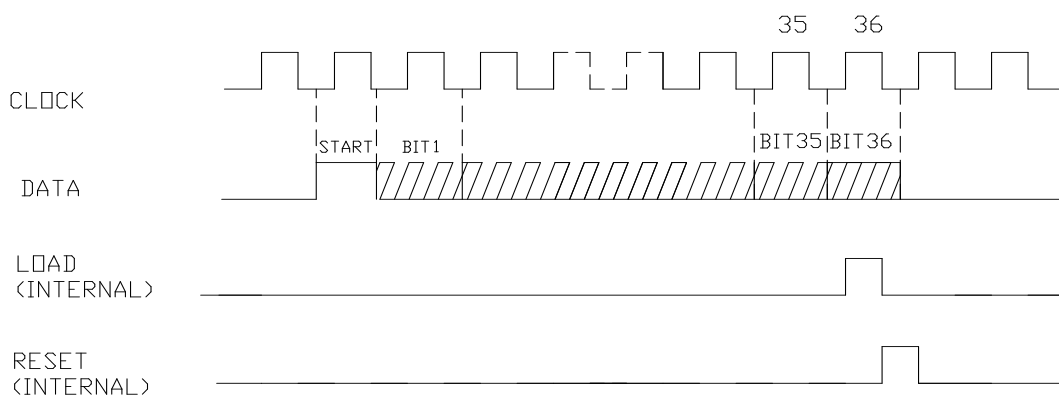 35 36
CLOCK
START BIT1 BIT35 BIT36
DATA
LOAD
(INTERNAL)
RESET
(INTERNAL)